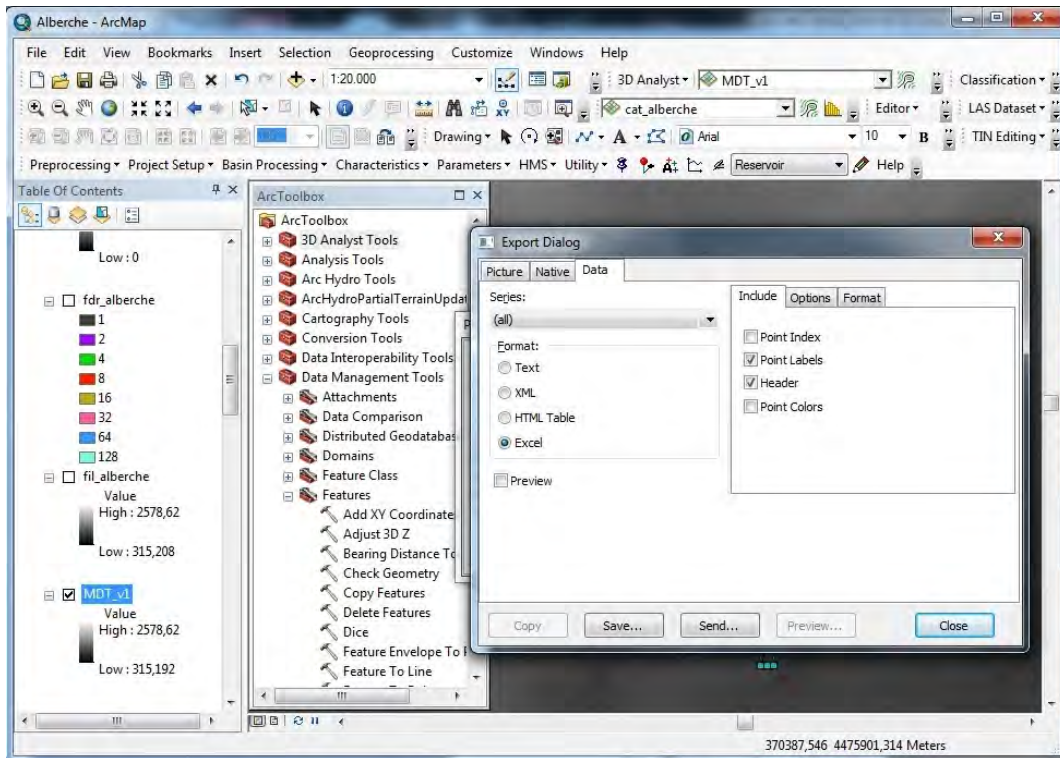 Alberche - ArcMap
File Edit View Bookmarks Insert Selection Geoprocessing Customize Windows Help
1:20.000 3D Analyst MDT_v1 Classification
cat_alberche Editor LAS Dataset
Drawing A Arial 10 B TIN Editing
Preprocessing Project Setup Basin Processing Characteristics Parameters HMS Utility Reservoir Help
Table Of Contents
Low : 0
fdr_alberche
1
2
4
8
16
32
64
128
fil_alberche
Value
High : 2578,62
Low : 315,208
MDT_v1
Value
High : 2578,62
Low : 315,192
ArcToolbox
ArcToolbox
3D Analyst Tools
Analysis Tools
Arc Hydro Tools
ArcHydroPartialTerrainUpdat
Cartography Tools
Conversion Tools
Data Interoperability Tools
Data Management Tools
Attachments
Data Comparison
Distributed Geodatabas
Domains
Feature Class
Features
Add XY Coordinate
Adjust 3D Z
Bearing Distance To
Check Geometry
Copy Features
Delete Features
Dice
Feature Envelope To
Feature To Line
Export Dialog
Picture Native Data
Series:
(all)
Format:
Text
XML
HTML Table
Excel
Preview
Include Options Format
Point Index
Point Labels
Header
Point Colors
Copy Save... Send... Preview... Close
370387,546 4475901,314 Meters